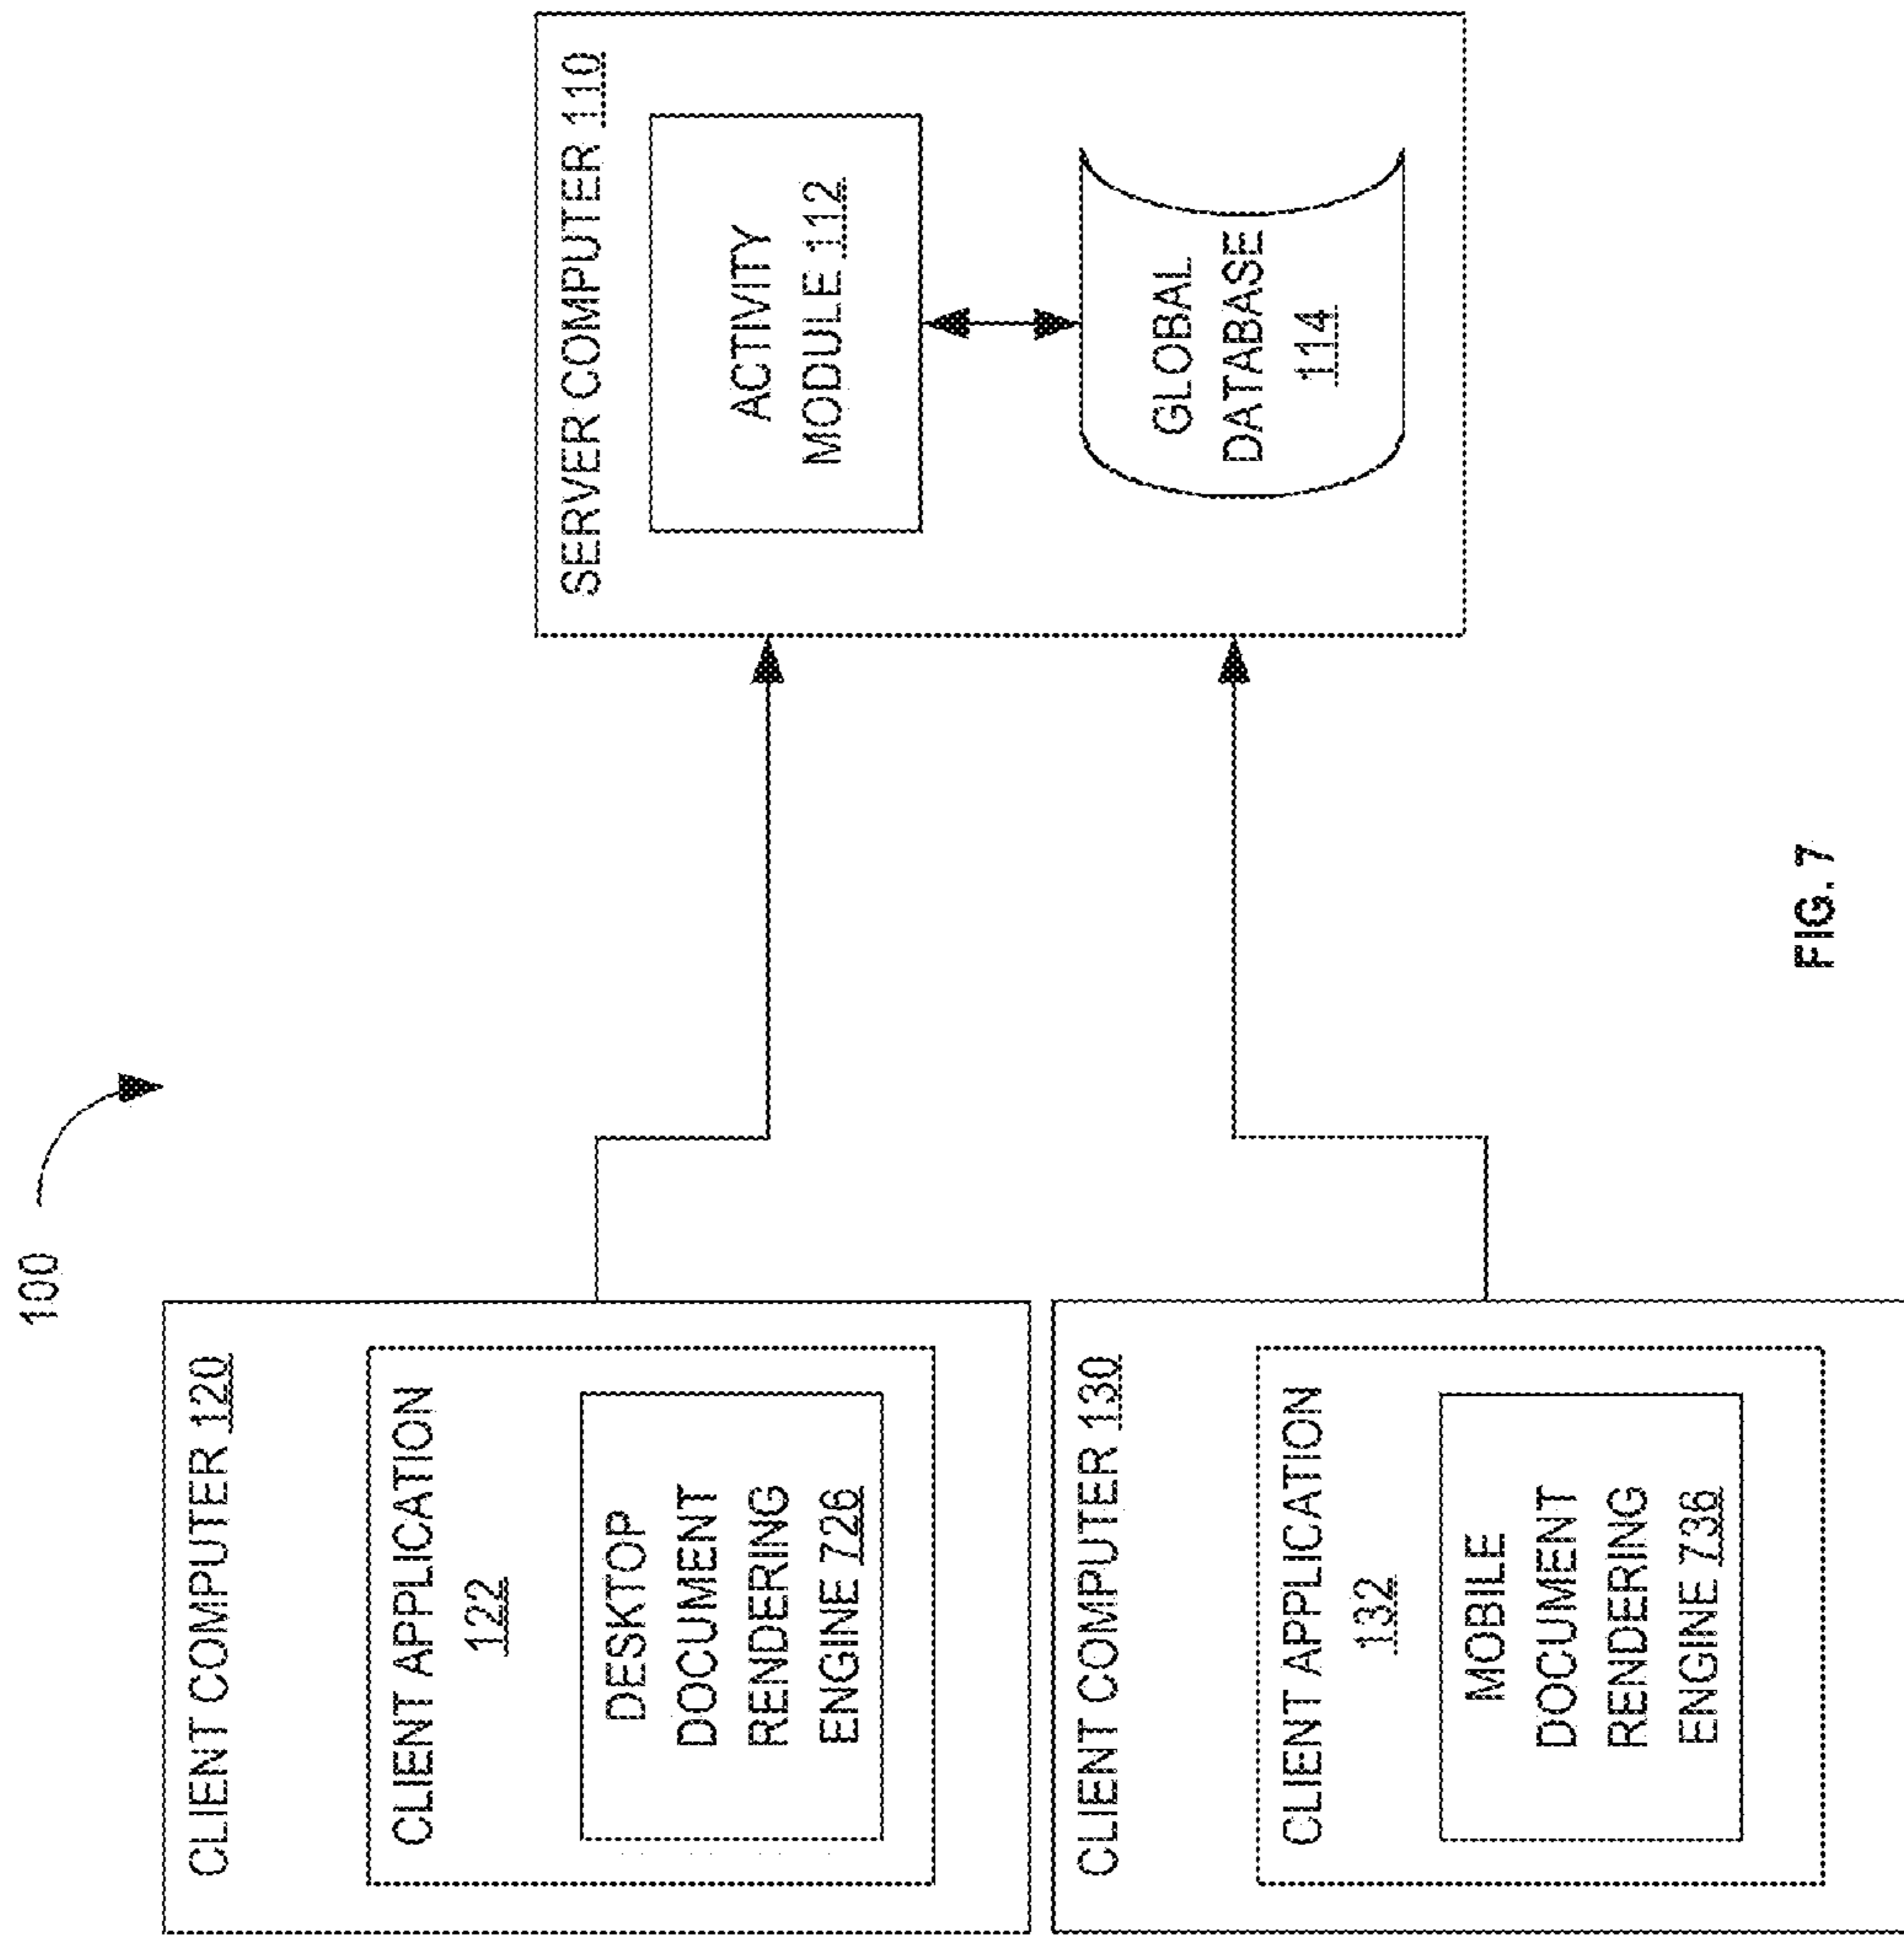 100
CLIENT COMPUTER 120
CLIENT APPLICATION
122
DESKTOP
DOCUMENT
RENDERING
ENGINE 726
CLIENT COMPUTER 130
CLIENT APPLICATION
132
MOBILE
DOCUMENT
RENDERING
ENGINE 736
SERVER COMPUTER 110
ACTIVITY
MODULE 112
GLOBAL
DATABASE
114
FIG. 7